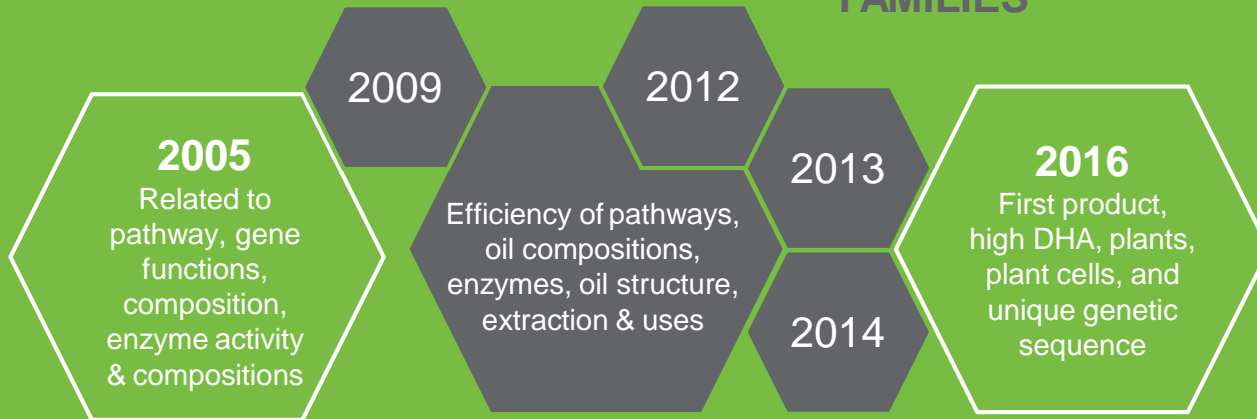 FAMILIES
2009
2012
2005
Related to
pathway, gene
functions,
composition,
enzyme activity
& compositions
Efficiency of pathways,
oil compositions,
enzymes, oil structure,
extraction & uses
2013
2014
2016
First product,
high DHA, plants,
plant cells, and
unique genetic
sequence